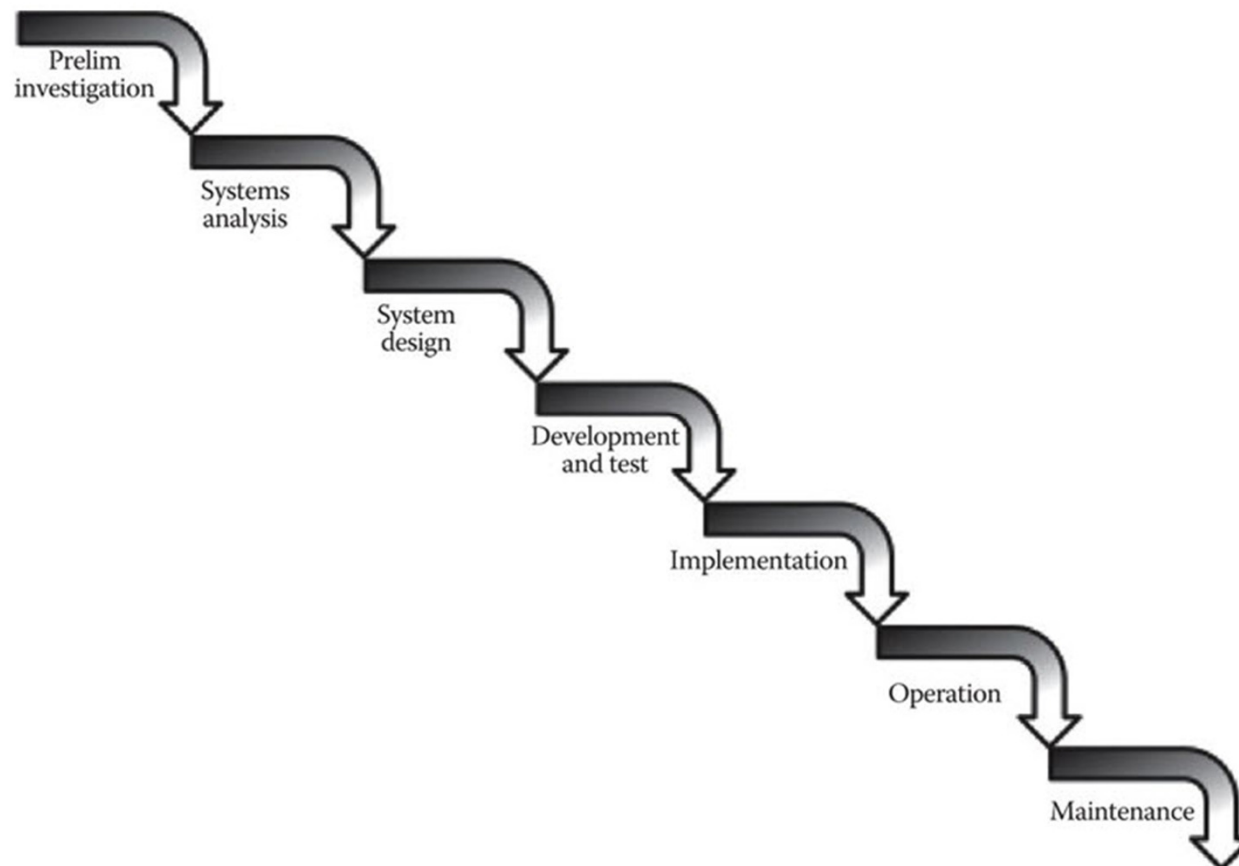 Prelim
investigation
Systems
analysis
System
design
Development
and test
Implementation
Operation
Maintenance